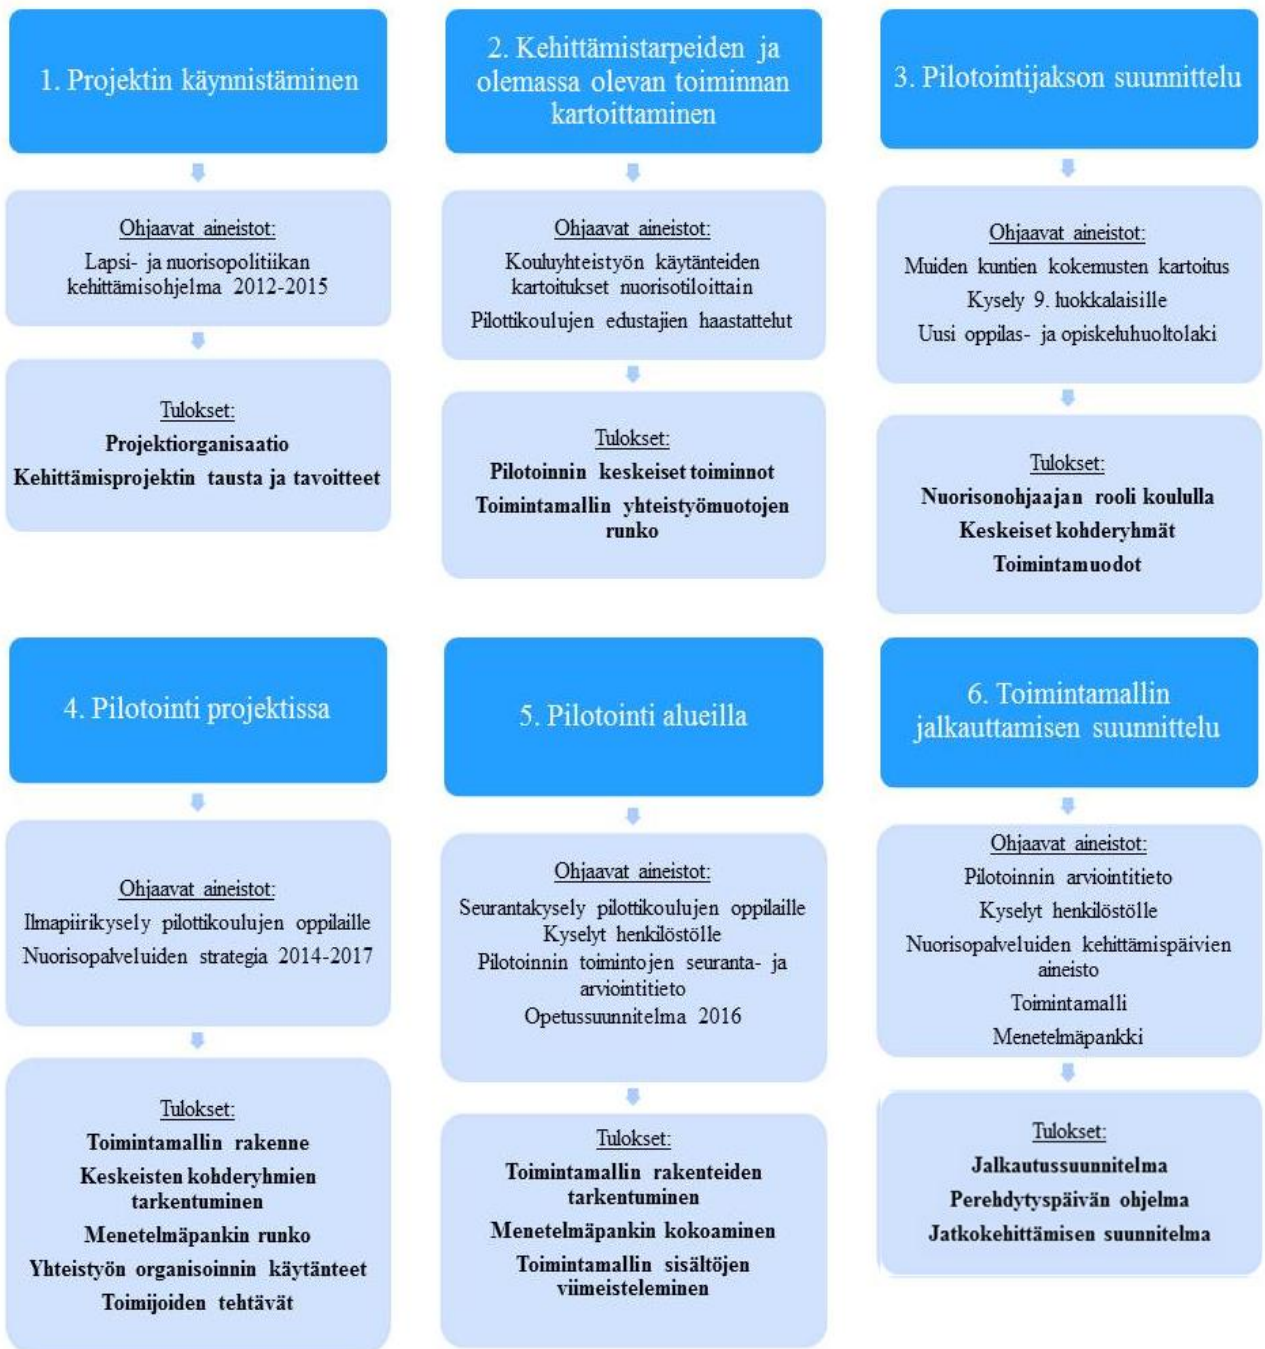 1. Projektin käynnistäminen
Ohjaavat aineistot:
Lapsi- ja nuorisopolitiikan
kehittämisohjelma 2012-2015
Tulokset:
Projektiorganisaatio
Kehittämisprojektin tausta ja tavoitteet
2. Kehittämistarpeiden ja
olemassa olevan toiminnan
kartoittaminen
Ohjaavat aineistot:
Kouluyhteistyön käytänteiden
kartoitukset nuorisotiloittain
Pilottikoulujen edustajien haastattelut
Tulokset:
Pilotoinnin keskeiset toiminnot
Toimintamallin yhteistyömuotojen
runko
3. Pilotointijakson suunnittelu
Ohjaavat aineistot:
Muiden kuntien kokemusten kartoitus
Kysely 9. luokkalaisille
Uusi oppilas- ja opiskeluhuoltolaki
Tulokset:
Nuorisonohjaajan rooli koululla
Keskeiset kohderyhmät
Toimintamuodot
4. Pilotointi projektissa
Ohjaavat aineistot:
Ilmapiirikysely pilottikoulujen oppilaille
Nuorisopalveluiden strategia 2014-2017
Tulokset:
Toimintamallin rakenne
Keskeisten kohderyhmien
tarkentuminen
Menetelmäpankin runko
Yhteistyön organisoinnin käytänteet
Toimijoiden tehtävät
5. Pilotointi alueilla
Ohjaavat aineistot:
Seurantakysely pilottikoulujen oppilaille
Kyselyt henkilöstölle
Pilotoinnin toimintojen seuranta- ja
arviointitieto
Opetussuunnitelma 2016
Tulokset:
Toimintamallin rakenteiden
tarkentuminen
Menetelmäpankin kokoaminen
Toimintamallin sisältöjen
viimeisteleminen
6. Toimintamallin
jalkauttamisen suunnittelu
Ohjaavat aineistot:
Pilotoinnin arviointitieto
Kyselyt henkilöstölle
Nuorisopalveluiden kehittämispäivien
aineisto
Toimintamalli
Menetelmäpankki
Tulokset:
Jalkautussuunnitelma
Perehdytyspäivän ohjelma
Jatkokehittämisen suunnitelma